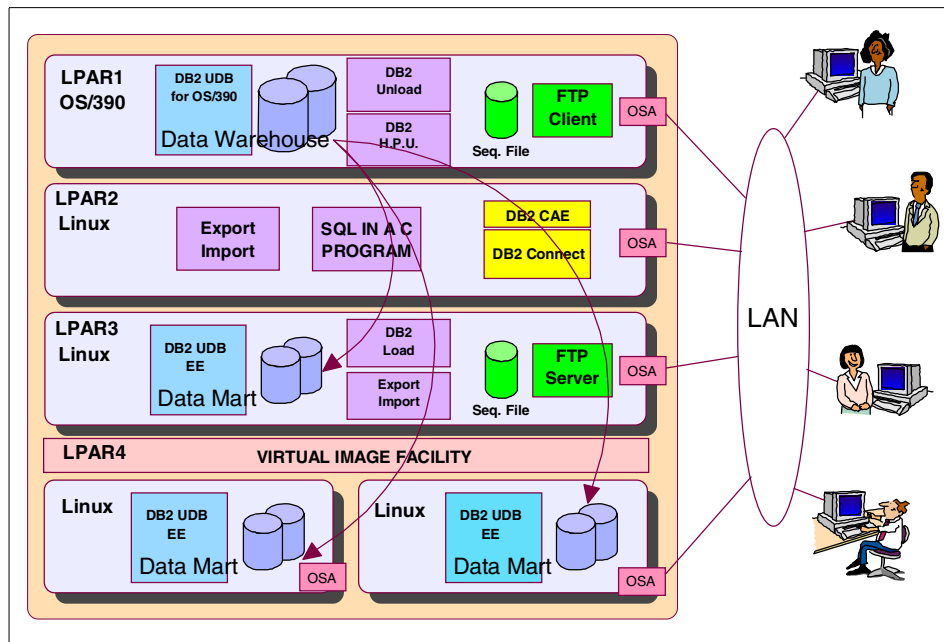 LPAR1
OS/390
DB2 UDB
for OS/390
Data Warehouse
DB2
Unload
DB2
H.P.U.
Seq. File
FTP
Client
OSA
LPAR2
Linux
Export
Import
SQL IN A C
PROGRAM
DB2 CAE
DB2 Connect
OSA
LPAR3
Linux
DB2 UDB
EE
Data Mart
DB2
Load
Export
Import
Seq. File
FTP
Server
OSA
LAN
LPAR4
VIRTUAL IMAGE FACILITY
Linux
DB2 UDB
EE
Data Mart
OSA
Linux
DB2 UDB
EE
Data Mart
OSA